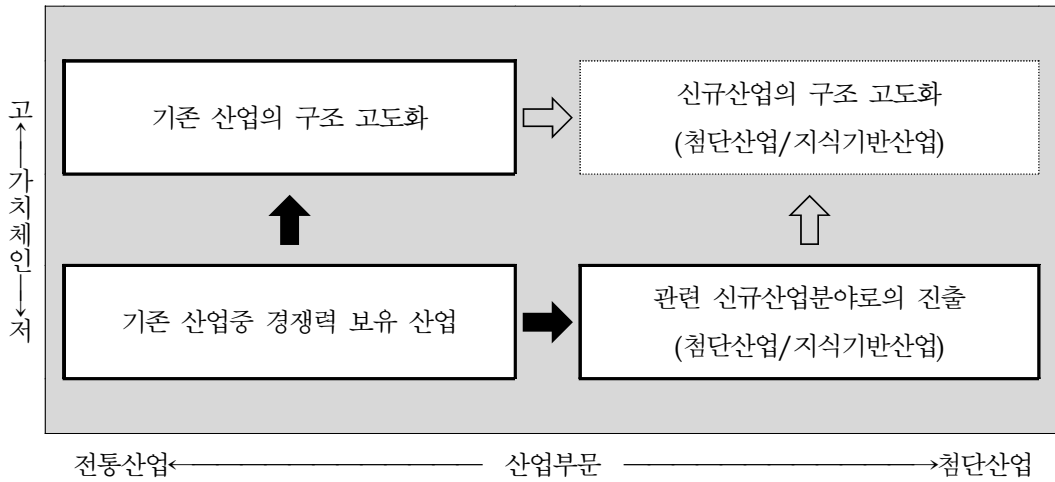 기존 산업의 구조 고도화
신규산업의 구조 고도화
(첨단산업/지식기반산업)
고←가치체인→저
기존 산업중 경쟁력 보유 산업
관련 신규산업분야로의 진출
(첨단산업/지식기반산업)
전통산업← 산업부문 →첨단산업